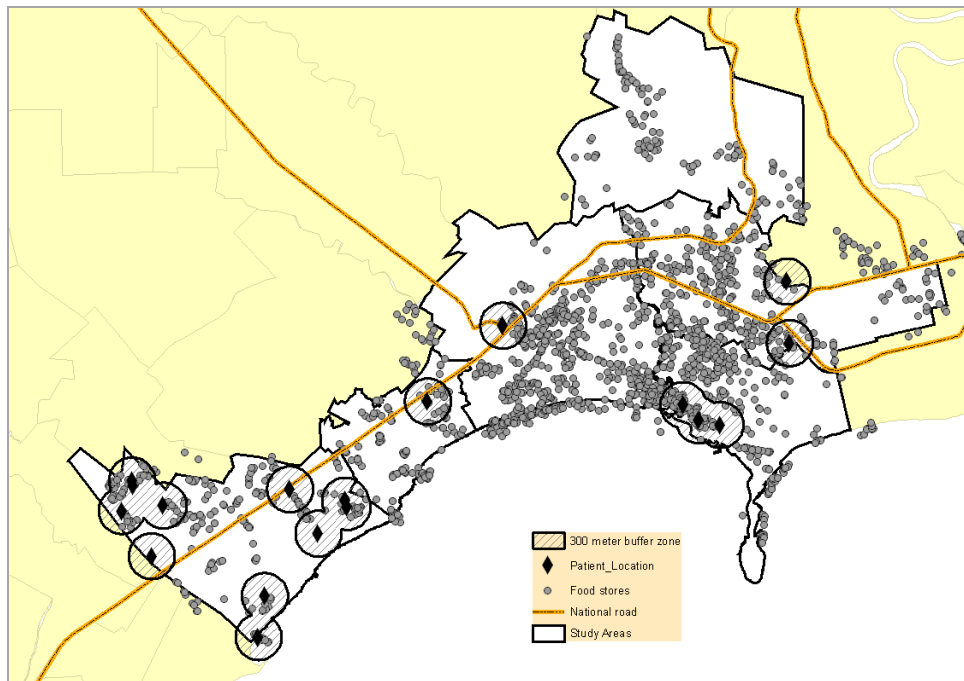 300 meter buffer zone
Patient_Location
Food stores
National road
Study Areas